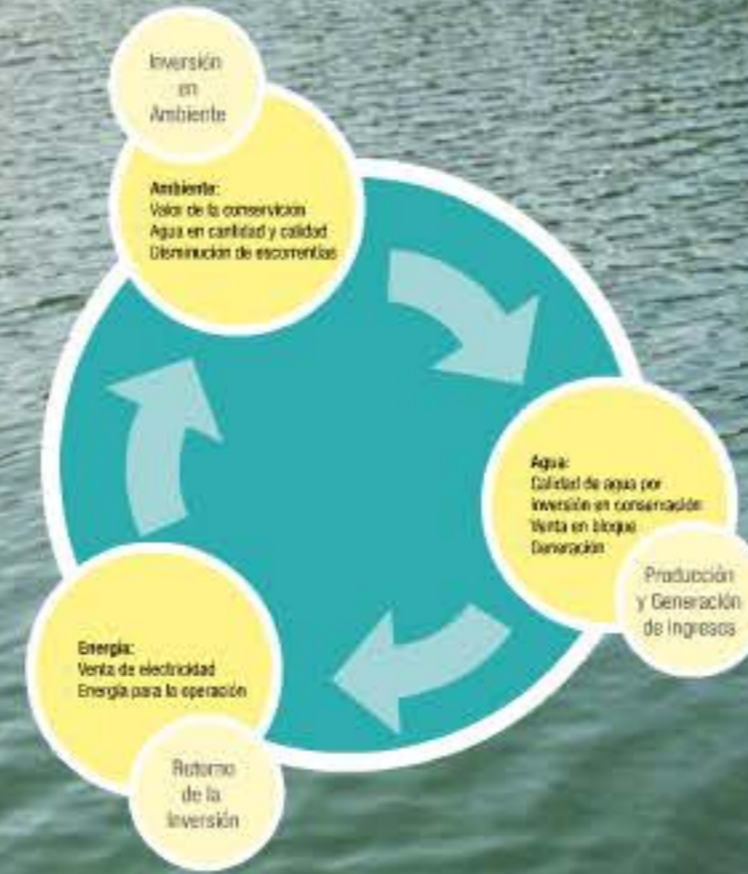 Inversión
en
Ambiente
Ambiente:
Valor de la conservición
Agua en cantidad y calidad
Disminución de escorrentías
Agua:
Calidad de agua por
inversión en conservación
Venta en bloque
Generación
Producción
y Generación
de Ingresos
Energía:
Venta de electricidad
Energía para la operación
Retorno
de la
Inversión